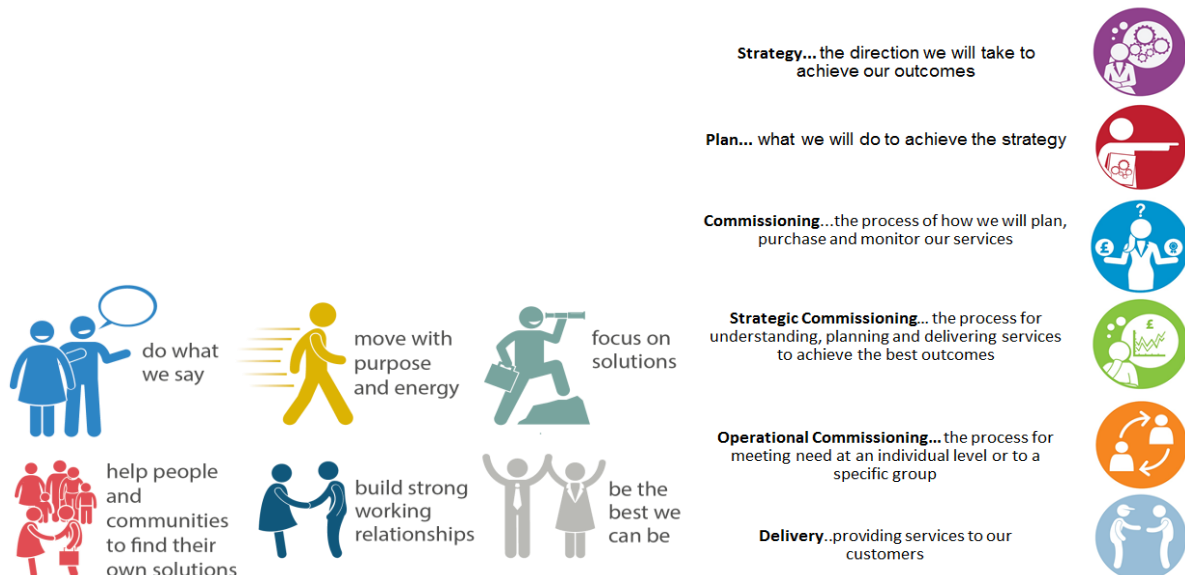 do what
we say
move with
purpose
and energy
focus on
solutions
help people
and
communities
to find their
own solutions
build strong
working
relationships
be the
best we
can be
Strategy... the direction we will take to
achieve our outcomes
Plan... what we will do to achieve the strategy
Commissioning...the process of how we will plan,
purchase and monitor our services
?
£
Strategic Commissioning... the process for
understanding, planning and delivering services
to achieve the best outcomes
£
Operational Commissioning... the process for
meeting need at an individual level or to a
specific group
Delivery..providing services to our
customers